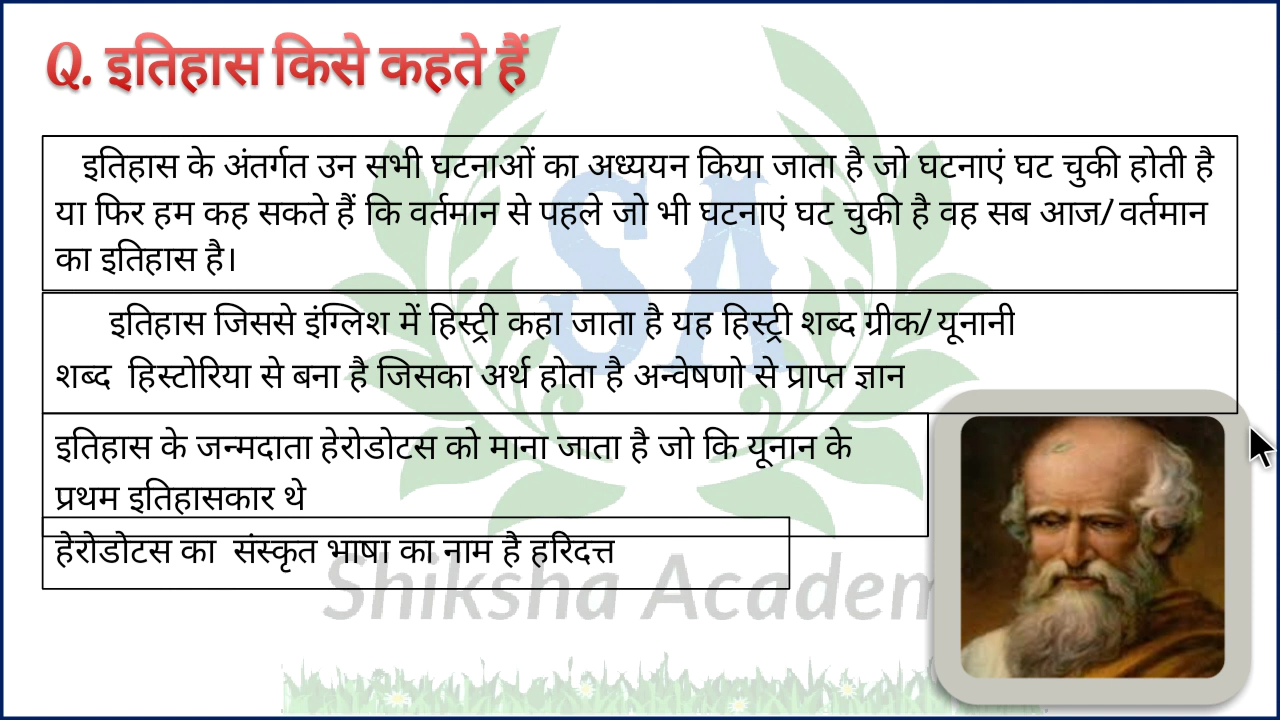 Q. इतिहास किसे कहते हैं
इतिहास के अंतर्गत उन सभी घटनाओं का अध्ययन किया जाता है जो घटनाएं घट चुकी होती है
या फिर हम कह सकते हैं कि वर्तमान से पहले जो भी घटनाएं घट चुकी है वह सब आज/ वर्तमान
का इतिहास है।
इतिहास जिससे इंग्लिश में हिस्ट्री कहा जाता है यह हिस्ट्री शब्द ग्रीक/ यूनानी
शब्द हिस्टोरिया से बना है जिसका अर्थ होता है अन्वेषणो से प्राप्त ज्ञान
इतिहास के जन्मदाता हेरोडोटस को माना जाता है जो कि यूनान के
प्रथम इतिहासकार थे
हेरोडोटस का संस्कृत भाषा का नाम है हरिदत्त
SA
Shiksha Academ